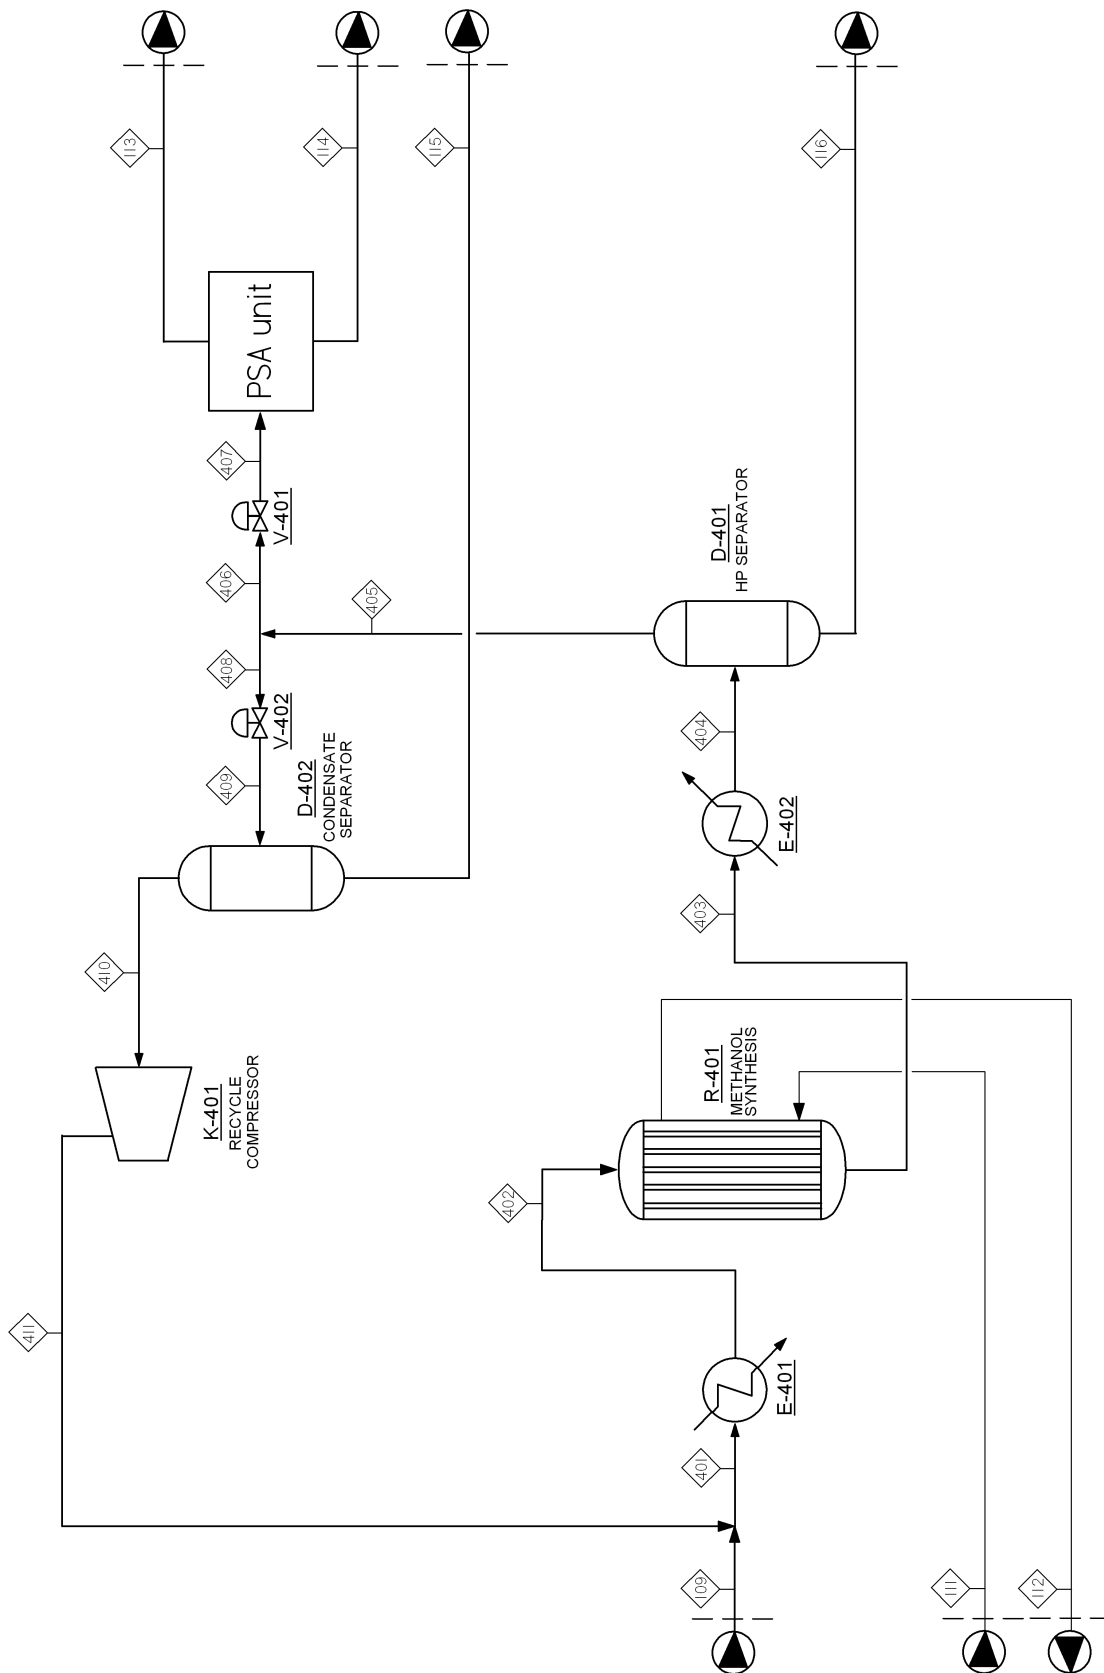 113
114
115
116
PSA unit
407
V-401
406
405
408
V-402
409
D-402
CONDENSATE
SEPARATOR
410
K-401
RECYCLE
COMPRESSOR
411
D-401
HP SEPARATOR
404
E-402
403
R-401
METHANOL
SYNTHESIS
402
E-401
401
109
111
112